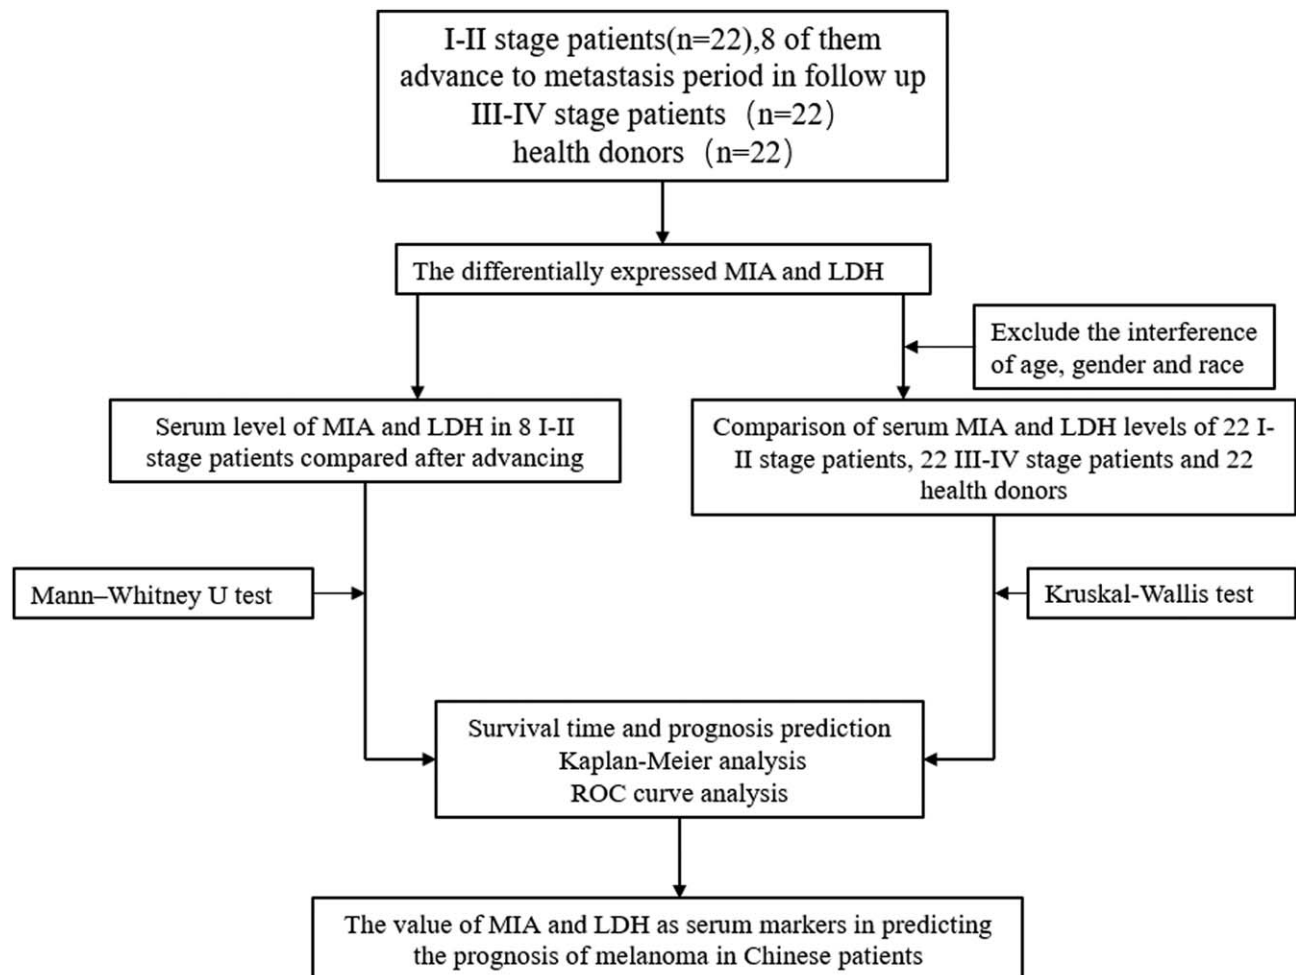 I-II stage patients(n=22),8 of them
advance to metastasis period in follow up
III-IV stage patients（n=22）
health donors（n=22）
The differentially expressed MIA and LDH
Exclude the interference
of age, gender and race
Serum level of MIA and LDH in 8 I-II
stage patients compared after advancing
Comparison of serum MIA and LDH levels of 22 I-
II stage patients, 22 III-IV stage patients and 22
health donors
Mann–Whitney U test
Kruskal-Wallis test
Survival time and prognosis prediction
Kaplan-Meier analysis
ROC curve analysis
The value of MIA and LDH as serum markers in predicting
the prognosis of melanoma in Chinese patients